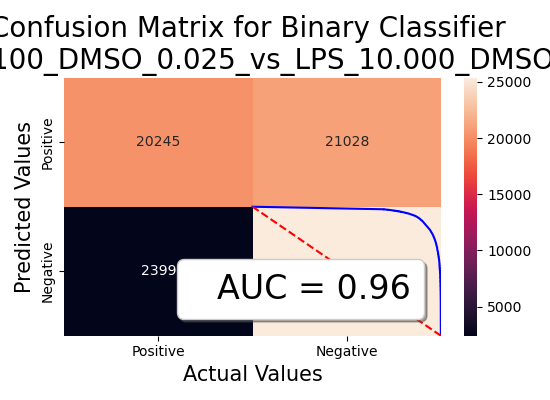 Confusion Matrix for Binary Classifier
100_DMSO_0.025_vs_LPS_10.000_DMSO
Predicted Values
Positive
Negative
20245
21028
2399
AUC = 0.96
Positive
Negative
Actual Values
25000
20000
15000
10000
5000